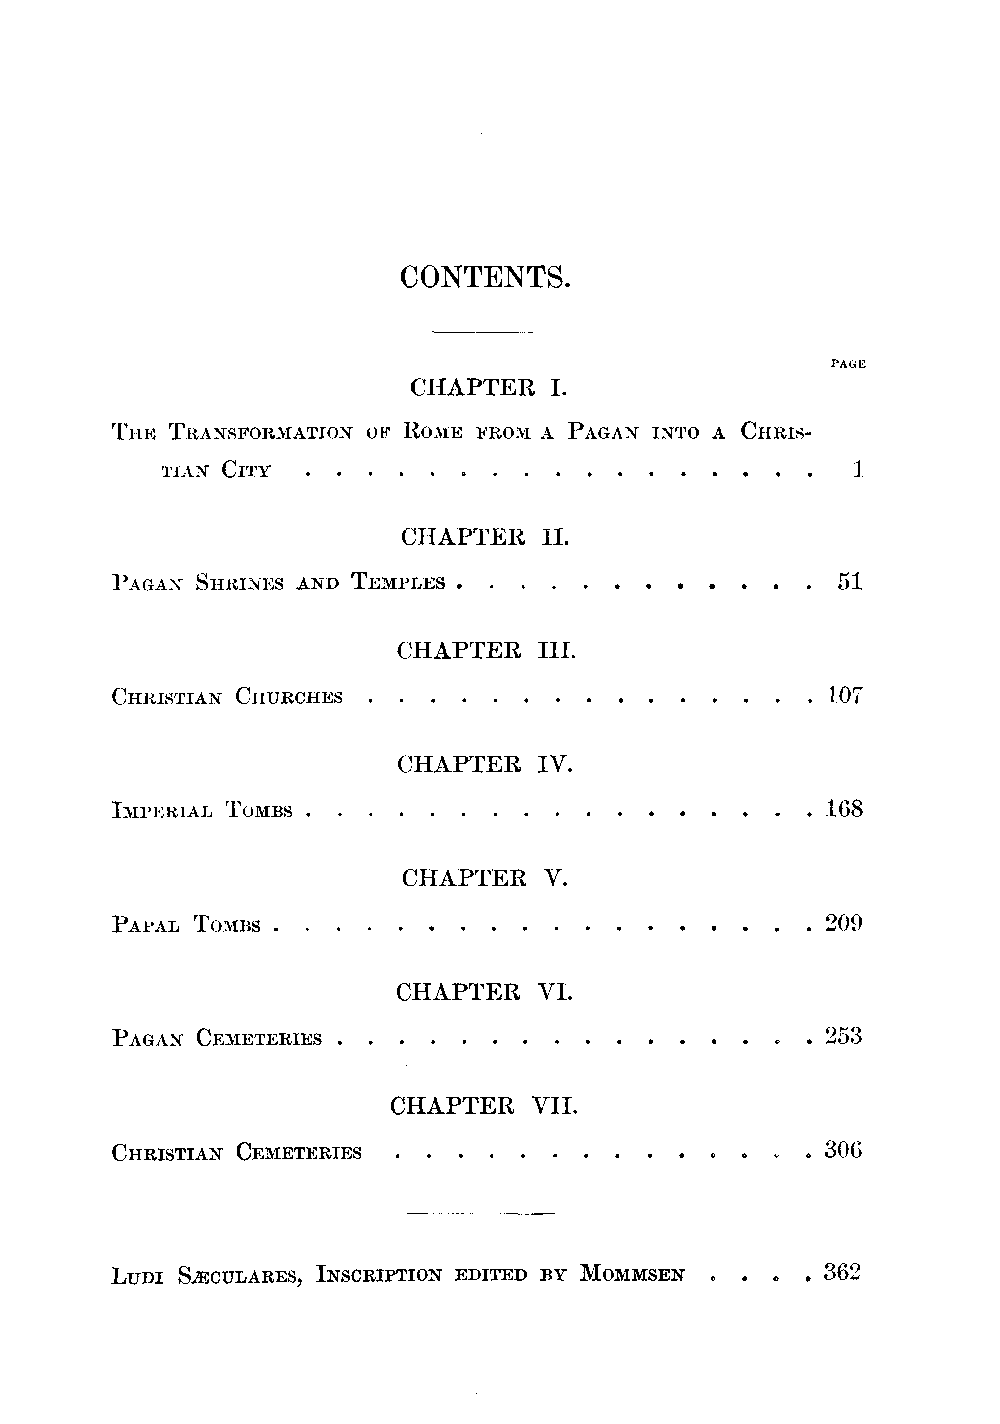 CONTENTS.
PAGE
CHAPTER I.
The Transformation of Rome from a Pagan into a Chris-
tian City . . . . . . . . . . . . . . . . . 1
CHAPTER II.
Pagan Shrines and Temples . . . . . . . . . . . . 51
CHAPTER III.
Christian Churches . . . . . . . . . . . . . . . 107
CHAPTER IV.
Imperial Tombs . . . . . . . . . . . . . . . . . 168
CHAPTER V.
Papal Tombs . . . . . . . . . . . . . . . . . . 209
CHAPTER VI.
Pagan Cemeteries . . . . . . . . . . . . . . . . 253
CHAPTER VII.
Christian Cemeteries . . . . . . . . . . . . . . 306
Ludi Sæculares, Inscription edited by Mommsen . . . . 362